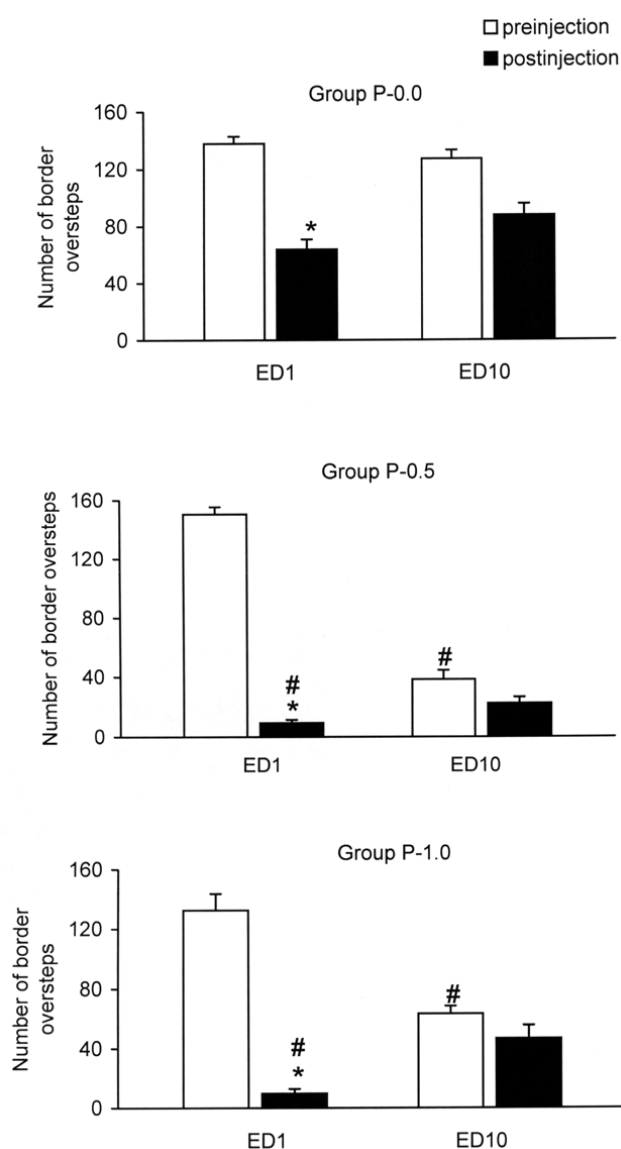 preinjection
postinjection
Group P-0.0
Number of border
oversteps
160
120
80
40
0
*
ED1
ED10
Group P-0.5
Number of border oversteps
160
120
80
40
0
#
*
#
ED1
ED10
Group P-1.0
Number of border
oversteps
160
120
80
40
0
#
*
#
ED1
ED10